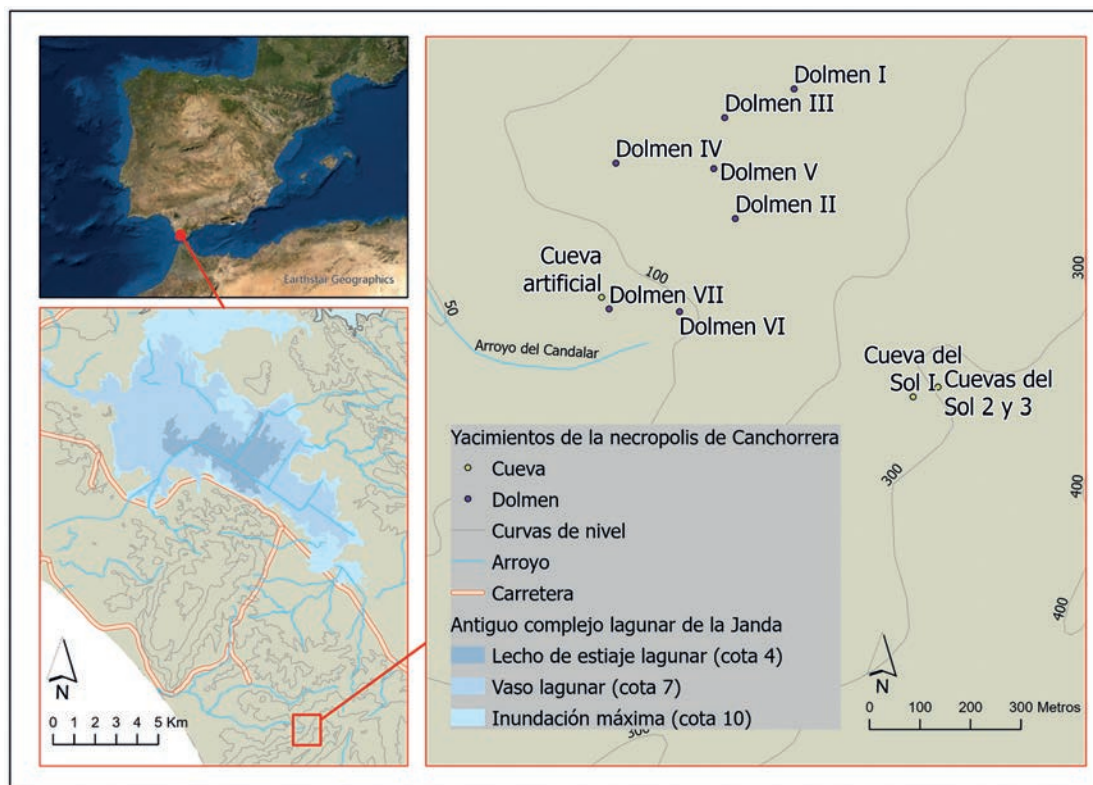 Earthstar Geographics
N
0 1 2 3 4 5 Km
Dolmen I
Dolmen III
Dolmen IV
Dolmen V
Dolmen II
Cueva
artificial
100
Dolmen VII
Dolmen VI
50
Arroyo del Candalar
300
Cueva del
Sol I
Cuevas del
Sol 2 y 3
300
400
400
300
Yacimientos de la necropolis de Canchorrera
Cueva
Dolmen
Curvas de nivel
Arroyo
Carretera
Antiguo complejo lagunar de la Janda
Lecho de estiaje lagunar (cota 4)
Vaso lagunar (cota 7)
Inundación máxima (cota 10)
N
0 100 200 300 Metros